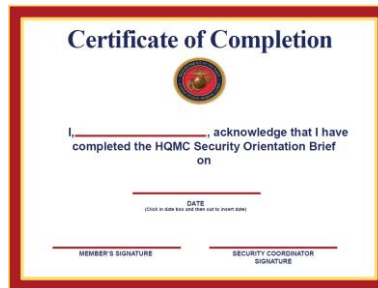 Certificate of Completion
I,__________________, acknowledge that I have
completed the HQMC Security Orientation Brief
on
DATE
(Click in date box and then out to insert date)
MEMBER'S SIGNATURE
SECURITY COORDINATOR
SIGNATURE